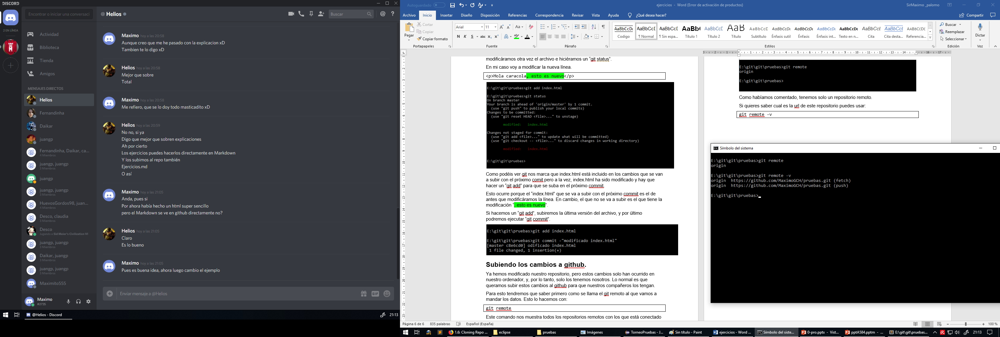 DISCORD
2 EN LÍNEA
Encontrar o iniciar una conversaci
Actividad
Biblioteca
Tienda
Amigos
MENSAJES DIRECTOS
Helios
Fernandinha
Daikar
juangp
Fernandinha, Daikar, ca...
4 Miembros
juangp, juangp
3 Miembros
juangp
juangp, juangp
3 Miembros
HuevosGordos98, juan...
4 Miembros
Desco, claudia
3 Miembros
Desco
Jugando a Sid Meier's Civilization VI
juangp, juangp
3 Miembros
Daikar, juangp
3 Miembros
juangp, juangp
3 Miembros
Maximito555
Maximo
#2735
@ Helios
Buscar
Maximo hoy a las 20:58
Aunque creo que me he pasado con la explicacion xD
Tambien te lo digo xD
Helios hoy a las 20:58
Mejor que sobre
Total
Maximo hoy a las 20:58
Me refiero, que se lo doy todo masticadito xD
Helios hoy a las 20:59
No no, si ya
Digo que mejor que sobren explicaciones
Ah por cierto
Los ejercicios puedes hacerlos directamente en Markdown
Y los subimos al repo también
Ejercicios.md
O así
Maximo hoy a las 21:05
Anda, pues si
Por ahora había hecho un html super sencillo
pero el Markdown se ve en github directamente no?
Helios hoy a las 21:05
Claro
Es lo bueno
Maximo hoy a las 21:05
Pues es buena idea, ahora luego cambio el ejemplo
Enviar mensaje a @Helios
GIF
@Helios - Discord
21:13
Autoguardado
ejercicios - Word (Error de activación de productos)
SirMaximo _palomo
Archivo Inicio Insertar Diseño Disposición Referencias Correspondencia Revisar Vista Ayuda ¿Qué desea hacer? Compartir
Pegar
Cortar
Copiar
Copiar formato
Portapapeles
Arial 11
N K S abc x₂ x²
Fuente
Párrafo
AaBbCcDc AaBbCcD AaBbCcD AaBb( AaBbCcD AaB AaBbCcD AaBbCcDc AaBbCcDc AaBbCcDc AaBbCcDc AaBbCcD AaBbCcD AABBCCDD
Codigo ¶ Normal ¶ Sin espa... Título 1 Título 2 Título Subtítulo Énfasis sutil Énfasis Énfasis int... Texto en n... Cita Cita desta... Referencia...
Estilos
Buscar
Reemplazar
Seleccionar
Edición
Dictar
Voz
modificáramos otra vez el archivo e hiciéramos un “git status”.
En mi caso voy a modificar la nueva línea.
<p>Hola caracola, esto es nuevo</p>
E:\git\git\pruebas>git add index.html
E:\git\git\pruebas>git status
On branch master
Your branch is ahead of 'origin/master' by 1 commit.
(use "git push" to publish your local commits)
Changes to be committed:
(use "git reset HEAD <file>..." to unstage)
modified: index.html
Changes not staged for commit:
(use "git add <file>..." to update what will be committed)
(use "git checkout -- <file>..." to discard changes in working directory)
modified: index.html
E:\git\git\pruebas>
Como podéis ver git nos marca que index.html está incluido en los cambios que se van
a subir con el próximo comit pero a la vez, index.html ha sido modificado y hay que
hacer un “git add” para que se suba en el próximo commit.
Esto ocurre porque el “index.html” que se va a subir con el próximo commit es el de
antes que modificáramos la línea. En cambio, el que no se va a subir es el que tiene la
modificación “, esto es nuevo”.
Si hacemos un “git add”, subiremos la última versión del archivo, y por último
podremos ejecutar “git commit”.
E:\git\git\pruebas>git add index.html
E:\git\git\pruebas>git commit -"modificado index.html"
[master c8e6cd0] odificado index.html
1 file changed, 1 insertion(+)
Subiendo los cambios a github.
Ya hemos modificado nuestro repositorio, pero estos cambios solo han ocurrido en
nuestro ordenador, y, por lo tanto, solo los tenemos nosotros. Lo normal es que
queramos subir estos cambios al github para que nuestros compañeros los tengan.
Para esto tendremos que saber primero como se llama el git remoto al que vamos a
mandar los datos. Esto lo hacemos con:
git remote
Este comando nos muestra todos los repositorios remotos con los que está conectado
E:\git\git\pruebas>git remote
origin
E:\git\git\pruebas>
Como habíamos comentado, tenemos solo un repositorio remoto.
Si quieres saber cual es la url de este repositorio puedes usar:
git remote -v
Símbolo del sistema
E:\git\git\pruebas>git remote
origin
E:\git\git\pruebas>git remote -v
origin https://github.com/MaximoGCH/pruebas.git (fetch)
origin https://github.com/MaximoGCH/pruebas.git (push)
E:\git\git\pruebas>
Página 6 de 6 835 palabras Español (España) 100 %
1.6: Cloning Repo ... eclipse pruebas Imágenes TorneoPruebas - J... Sin título - Paint ejercicios - Word ... Símbolo del siste... 0-pro.pptx - Vist... pptA584.pptm - ... E:\git\git\pruebas... 21:13